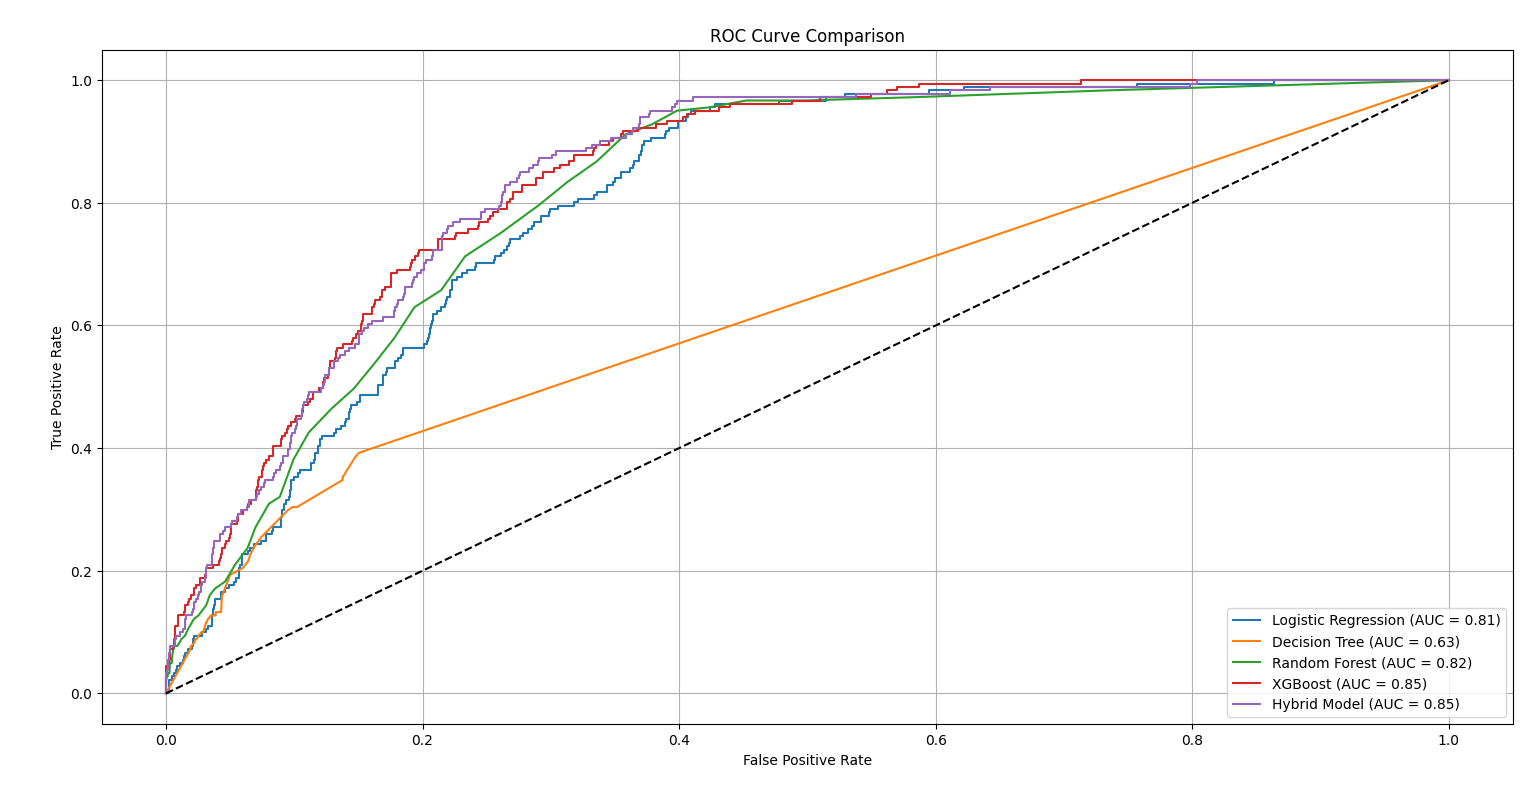 ROC Curve Comparison
True Positive Rate
1.0
0.8
0.6
0.4
0.2
0.0
0.0 0.2 0.4 0.6 0.8 1.0
False Positive Rate
Logistic Regression (AUC = 0.81)
Decision Tree (AUC = 0.63)
Random Forest (AUC = 0.82)
XGBoost (AUC = 0.85)
Hybrid Model (AUC = 0.85)